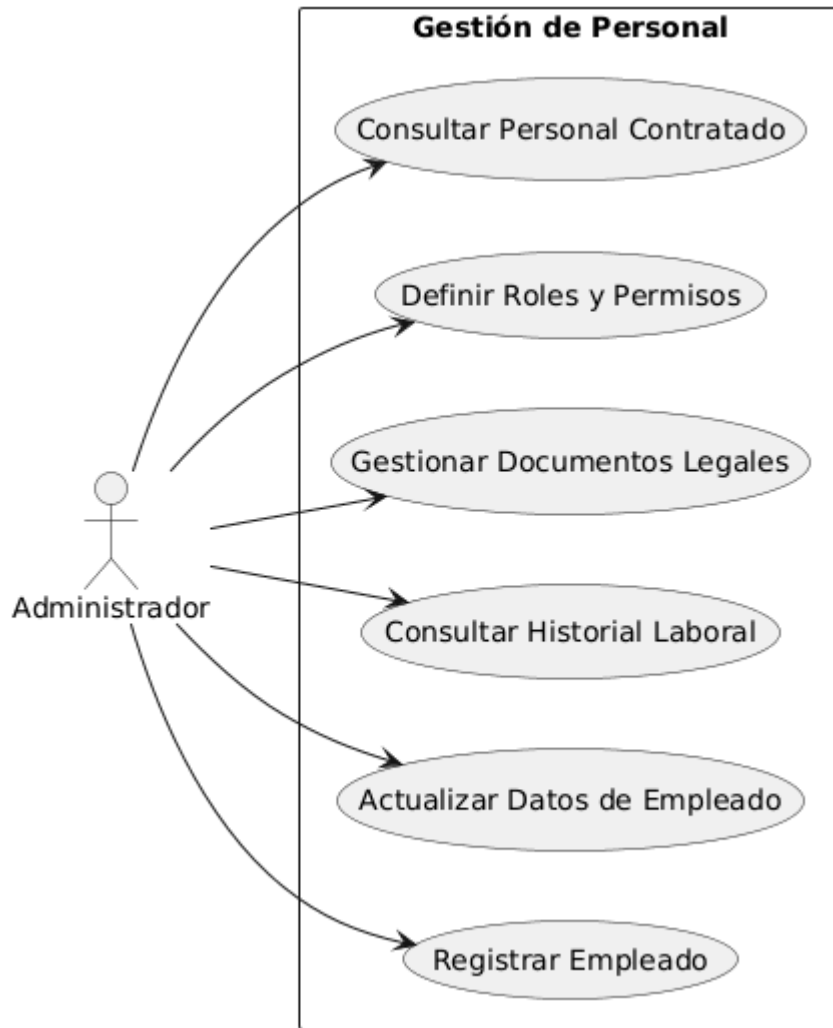 Gestión de Personal
Consultar Personal Contratado
Definir Roles y Permisos
Gestionar Documentos Legales
Consultar Historial Laboral
Administrador
Actualizar Datos de Empleado
Registrar Empleado